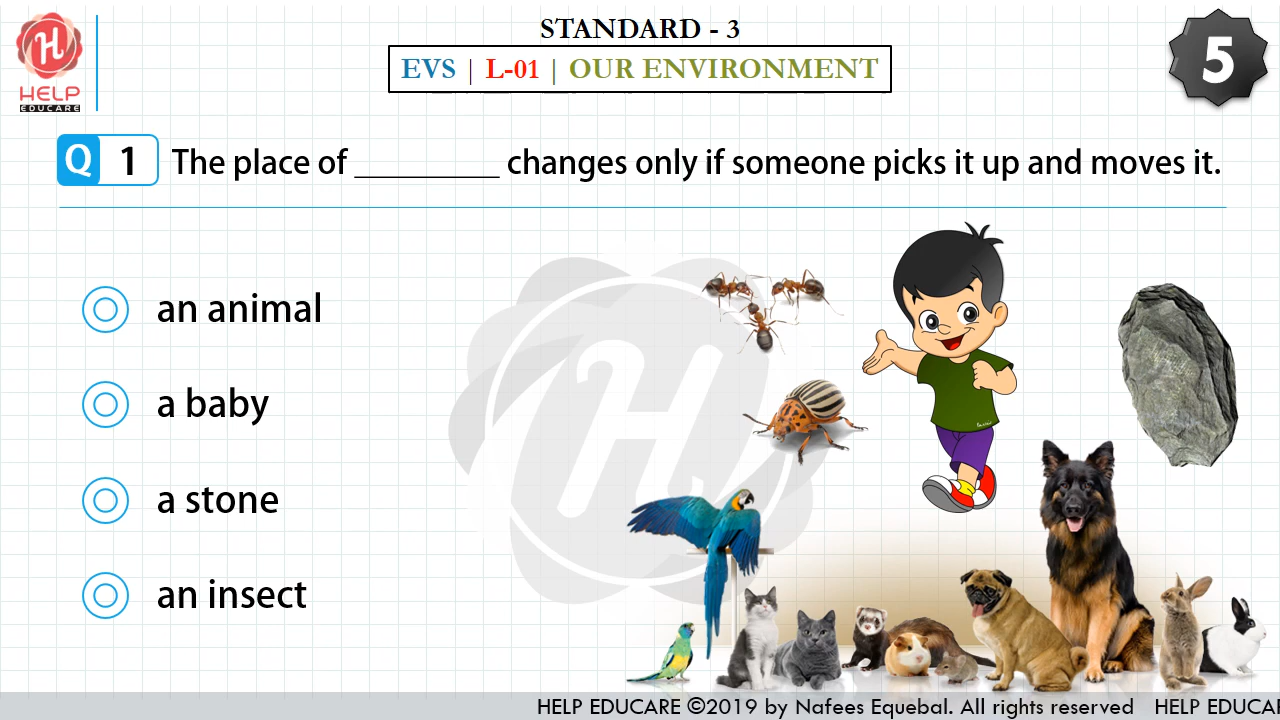 STANDARD - 3
EVS | L-01 | OUR ENVIRONMENT
5
H
HELP
EDUCARE
Q 1 The place of ________ changes only if someone picks it up and moves it.
an animal
a baby
a stone
an insect
H
HELP EDUCARE ©2019 by Nafees Equebal. All rights reserved HELP EDUCA